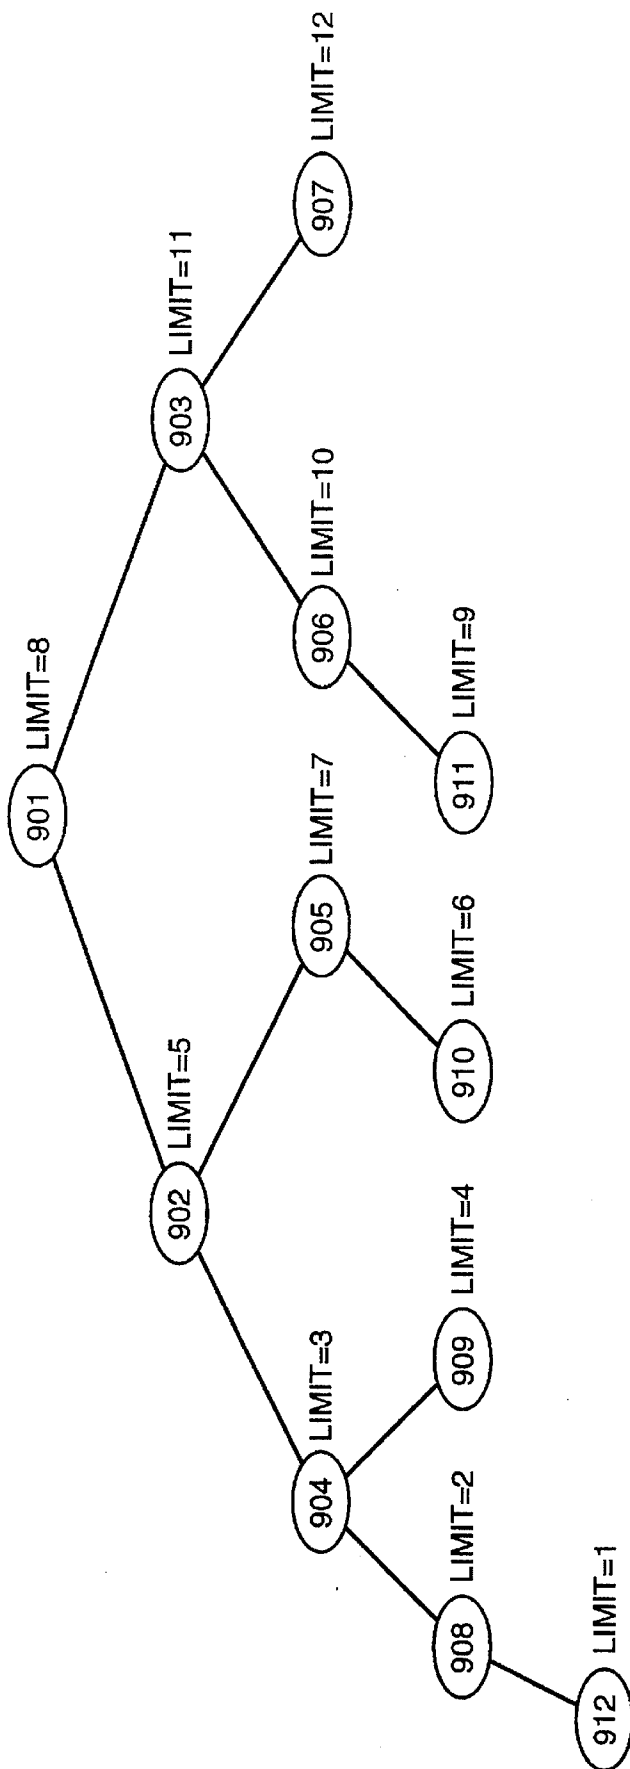 901 LIMIT=8
902 LIMIT=5
903 LIMIT=11
904 LIMIT=3
905 LIMIT=7
906 LIMIT=10
907 LIMIT=12
908 LIMIT=2
909 LIMIT=4
910 LIMIT=6
911 LIMIT=9
912 LIMIT=1